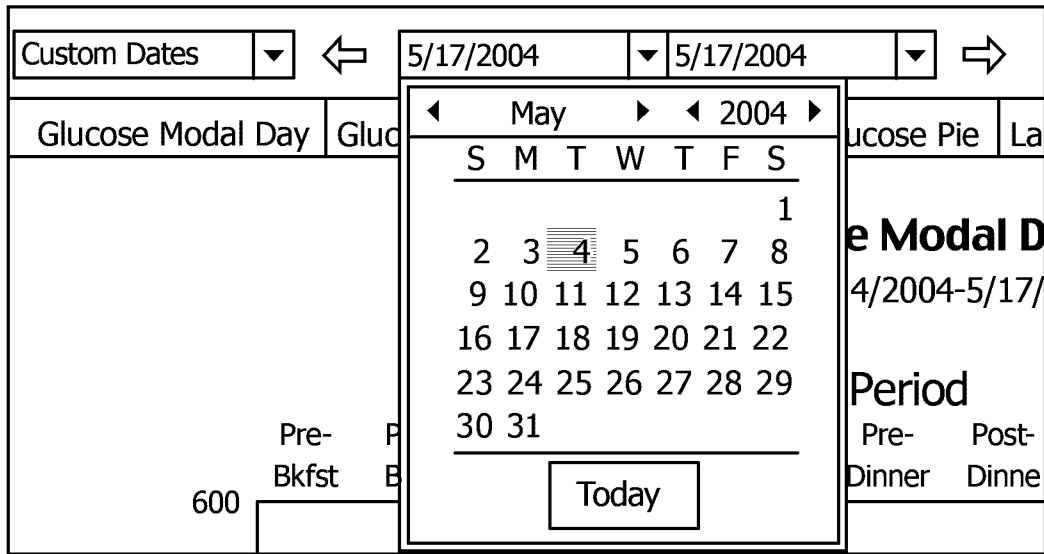 Custom Dates 5/17/2004 5/17/2004
May 2004
Glucose Modal Day Gluc ucose Pie La
S M T W T F S
1
2 3 4 5 6 7 8
e Modal D
9 10 11 12 13 14 15
4/2004-5/17/
16 17 18 19 20 21 22
23 24 25 26 27 28 29
Period
30 31
Pre- P Pre- Post-
Bkfst B Dinner Dinne
Today
600